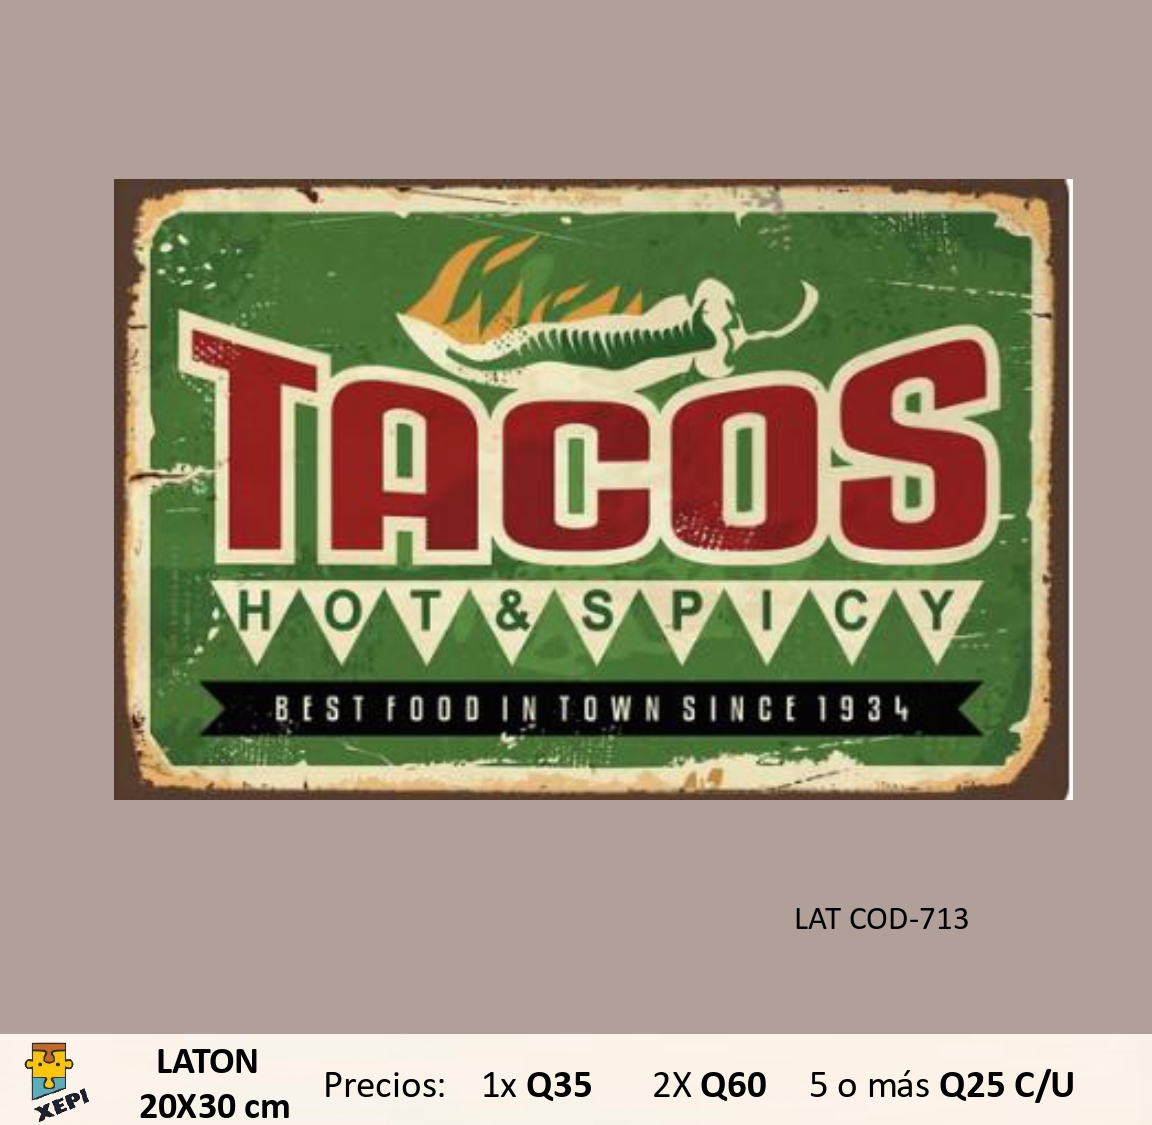 TACOS
HOT & SPICY
BEST FOOD IN TOWN SINCE 1934
LAT COD-713
XEPI
LATON
20X30 cm
Precios: 1x Q35 2X Q60 5 o más Q25 C/U